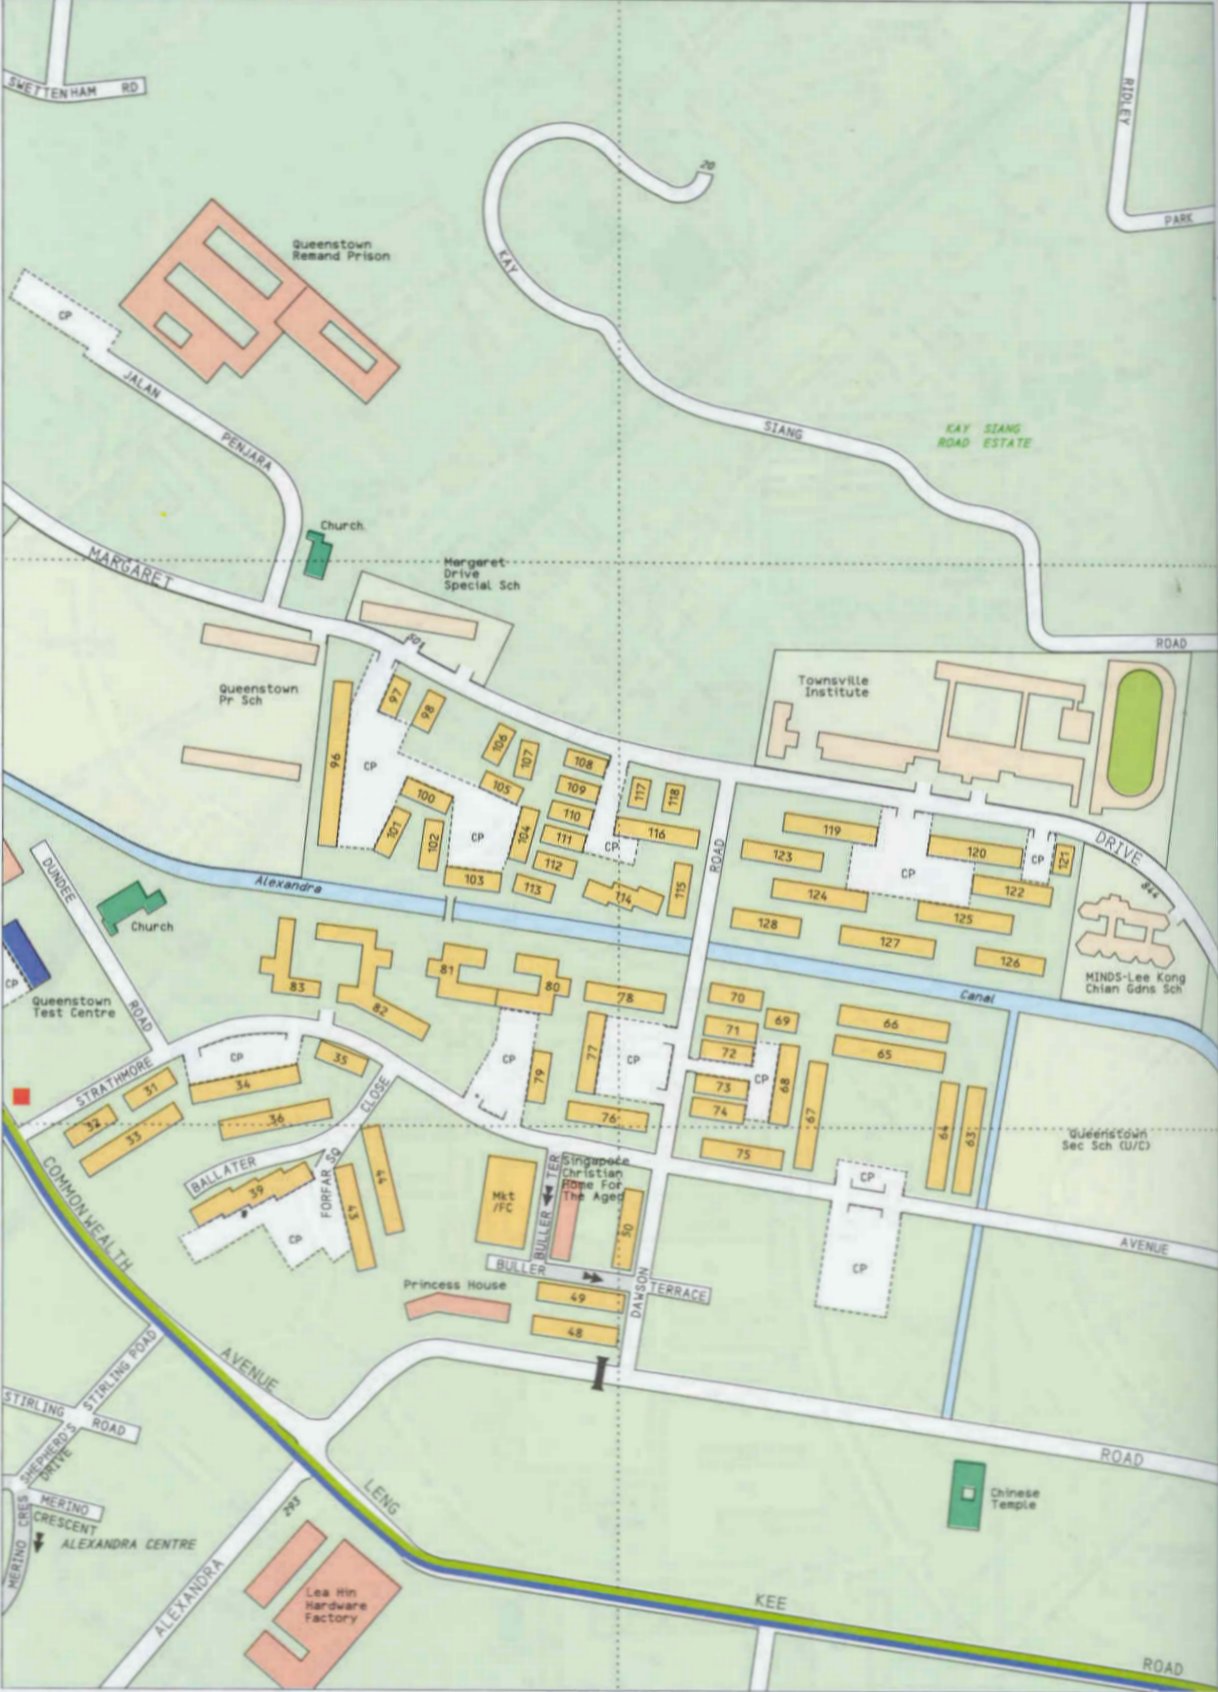 SWETTENHAM RD
RIDLEY
PARK
20
Queenstown
Remand Prison
KAY
CP
JALAN
SIANG
KAY SIANG
ROAD ESTATE
PENJARA
Church
MARGARET
Margaret
Drive
Special Sch
501
ROAD
Queenstown
Pr Sch
Townsville
Institute
97
98
96
CP
106
107
108
105
109
117
118
100
110
116
101
102
CP
104
111
CP
112
103
113
114
115
ROAD
119
120
CP
121
DRIVE
123
CP
122
124
125
844
128
127
126
MINDS-Lee Kong
Chian Gdns Sch
DUNDEE
Alexandra
Church
CP
Queenstown
Test Centre
ROAD
83
82
81
80
78
70
69
71
72
66
65
Canal
STRATHMORE
CP
35
34
31
32
33
36
CLOSE
CP
79
77
CP
76
73
74
CP
68
67
75
64
63
Queenstown
Sec Sch (U/C)
BALLATER
39
FORFAR SQ
44
43
CP
Mkt
/FC
BULLER TER
Singapore
Christian
Home For
The Aged
50
BULLER
TERRACE
DAWSON
CP
CP
AVENUE
Princess House
49
48
COMMONWEALTH
AVENUE
STIRLING ROAD
STIRLING
ROAD
SHEPHERD'S
DRIVE
MERINO
CRESCENT
MERINO CRES
ALEXANDRA CENTRE
293
LENG
ALEXANDRA
ROAD
Chinese
Temple
Lea Hin
Hardware
Factory
KEE
ROAD